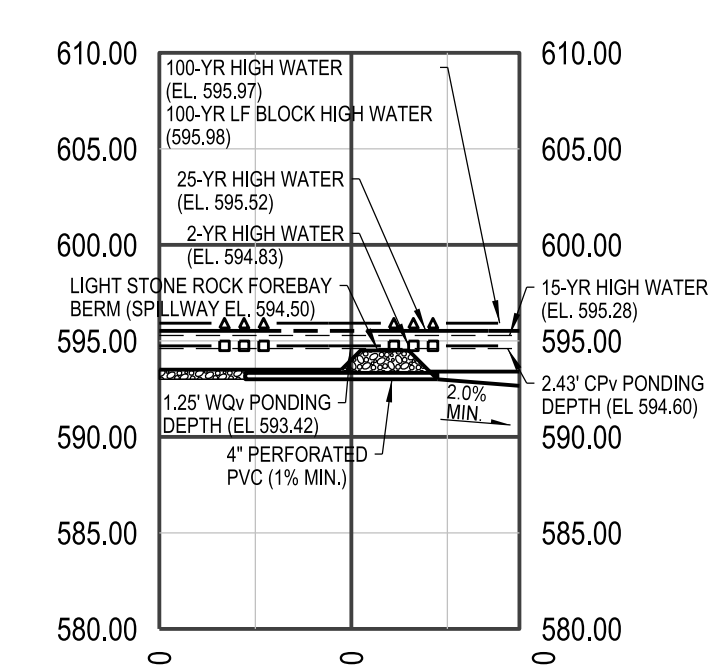 610.00
610.00
100-YR HIGH WATER
(EL. 595.97)
100-YR LF BLOCK HIGH WATER
(595.98)
605.00
605.00
25-YR HIGH WATER
(EL. 595.52)
2-YR HIGH WATER
(EL. 594.83)
600.00
600.00
LIGHT STONE ROCK FOREBAY
BERM (SPILLWAY EL. 594.50)
15-YR HIGH WATER
(EL. 595.28)
595.00
595.00
2.43' CPv PONDING
DEPTH (EL 594.60)
1.25' WQv PONDING
DEPTH (EL 593.42)
2.0%
MIN.
590.00
590.00
4" PERFORATED
PVC (1% MIN.)
585.00
585.00
580.00
580.00
0
0
0